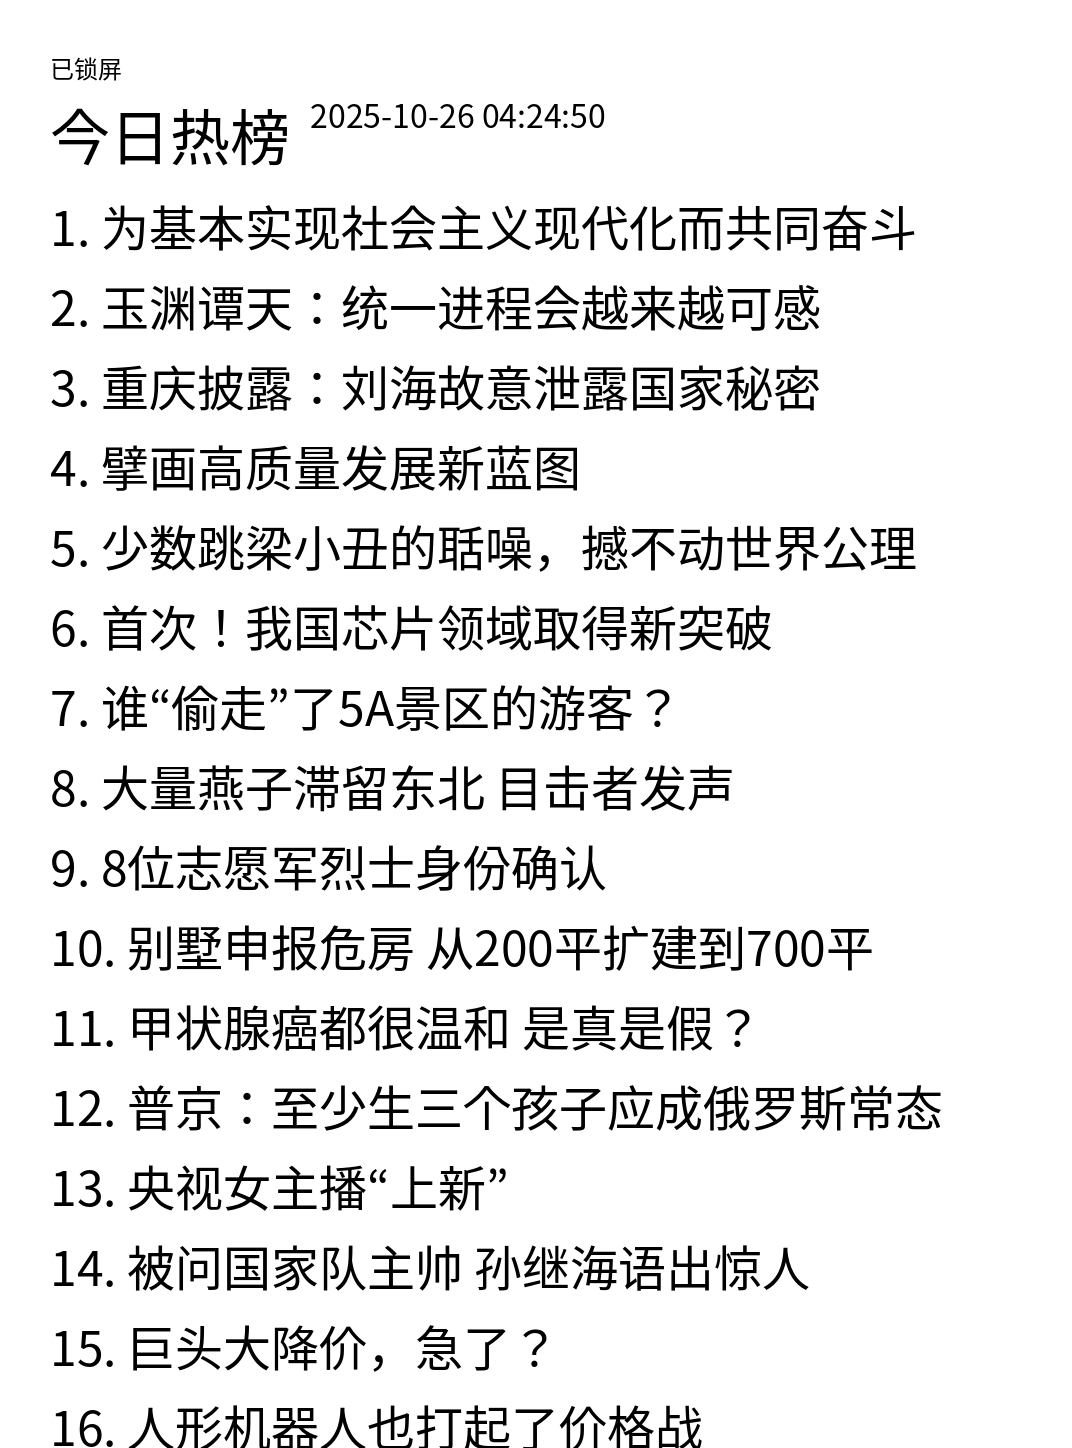 已锁屏
今日热榜 2025-10-26 04:24:50
1. 为基本实现社会主义现代化而共同奋斗
2. 玉渊谭天：统一进程会越来越可感
3. 重庆披露：刘海故意泄露国家秘密
4. 擘画高质量发展新蓝图
5. 少数跳梁小丑的聒噪，撼不动世界公理
6. 首次！我国芯片领域取得新突破
7. 谁“偷走”了5A景区的游客？
8. 大量燕子滞留东北 目击者发声
9. 8位志愿军烈士身份确认
10. 别墅申报危房 从200平扩建到700平
11. 甲状腺癌都很温和 是真是假？
12. 普京：至少生三个孩子应成俄罗斯常态
13. 央视女主播“上新”
14. 被问国家队主帅 孙继海语出惊人
15. 巨头大降价，急了？
16. 人形机器人也打起了价格战